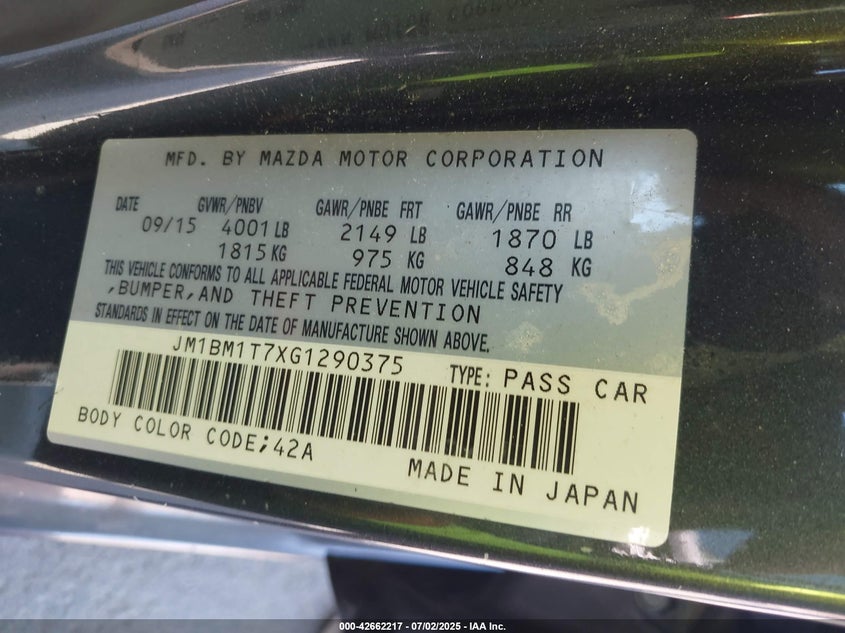 MFD. BY MAZDA MOTOR CORPORATION
DATE GVWR/PNBV GAWR/PNBE FRT GAWR/PNBE RR
09/15 4001 LB 2149 LB 1870 LB
1815 KG 975 KG 848 KG
THIS VEHICLE CONFORMS TO ALL APPLICABLE FEDERAL MOTOR VEHICLE SAFETY
,BUMPER,AND THEFT PREVENTION
STANDARDS IN EFFECT ON THE DATE OF MANUFACTURE SHOWN ABOVE.
JM1BM1T7XG1290375 TYPE: PASS CAR
BODY COLOR CODE;42A
MADE IN JAPAN
000-42662217 - 07/02/2025 - IAA Inc.